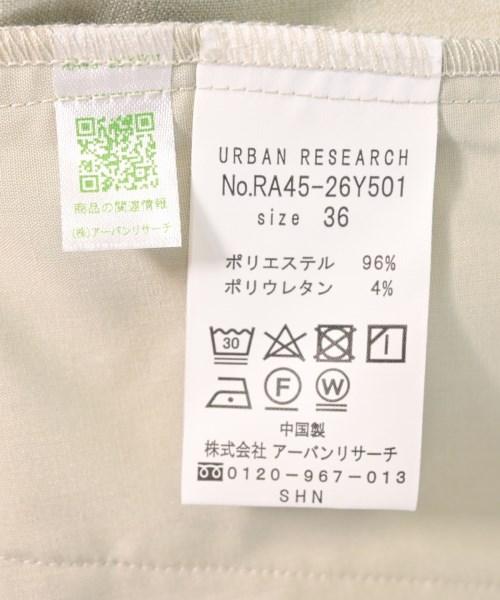 商品の関連情報
(株)アーバンリサーチ
URBAN RESEARCH
No.RA45-26Y501
size 36
ポリエステル 96%
ポリウレタン 4%
30
F W
中国製
株式会社 アーバンリサーチ
0120-967-013
SHN